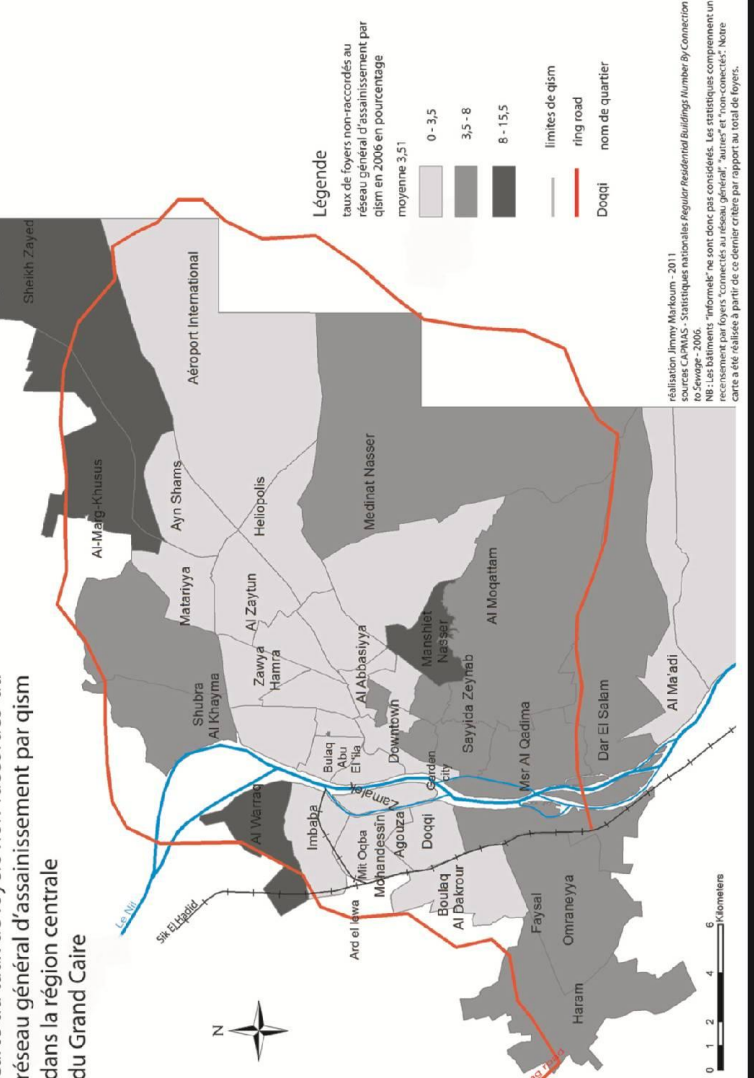 réseau général d'assainissement par qism
dans la région centrale
du Grand Caire
Légende
taux de foyers non-raccordés au
réseau général d'assainissement par
qism en 2006 en pourcentage
moyenne 3,51
0 - 3,5
3,5 - 8
8 - 15,5
limites de qism
ring road
Doqqi
nom de quartier
Sheikh Zayed
Aéroport International
Al-Marg-Khusus
Ayn Shams
Heliopolis
Medinat Nasser
Matariyya
Al Zaytun
Zawya
Hamra
Al Abbasiyya
Manshiet
Nasser
Al Moqattam
Shubra
Al Khayma
Bulaq
Abu
El'ila
Downtown
Sayyida Zeynab
Garden
city
Msr Al Qadima
Dar El Salam
Al Ma'adi
Al Warraq
Imbaba
Zamalek
Mit Oqba
Mohandessin
Agouza
Doqqi
Ard el lewa
Boulaq
Al Dakrour
Faysal
Omraneyya
Haram
Le Nil
Sik El Hadid
road
N
0 1 2 4 6
Kilometers
réalisation Jimmy Markoum - 2011
sources CAPMAS - Statistiques nationales Regular Residential Buildings Number By Connection
to Sewage - 2006.
NB : Les bâtiments "informels" ne sont donc pas considérés. Les statistiques comprennent un
recensement par foyers "connectés au réseau général", "autres" et "non-conectés". Notre
carte a été réalisée à partir de ce dernier critère par rapport au total de foyers.